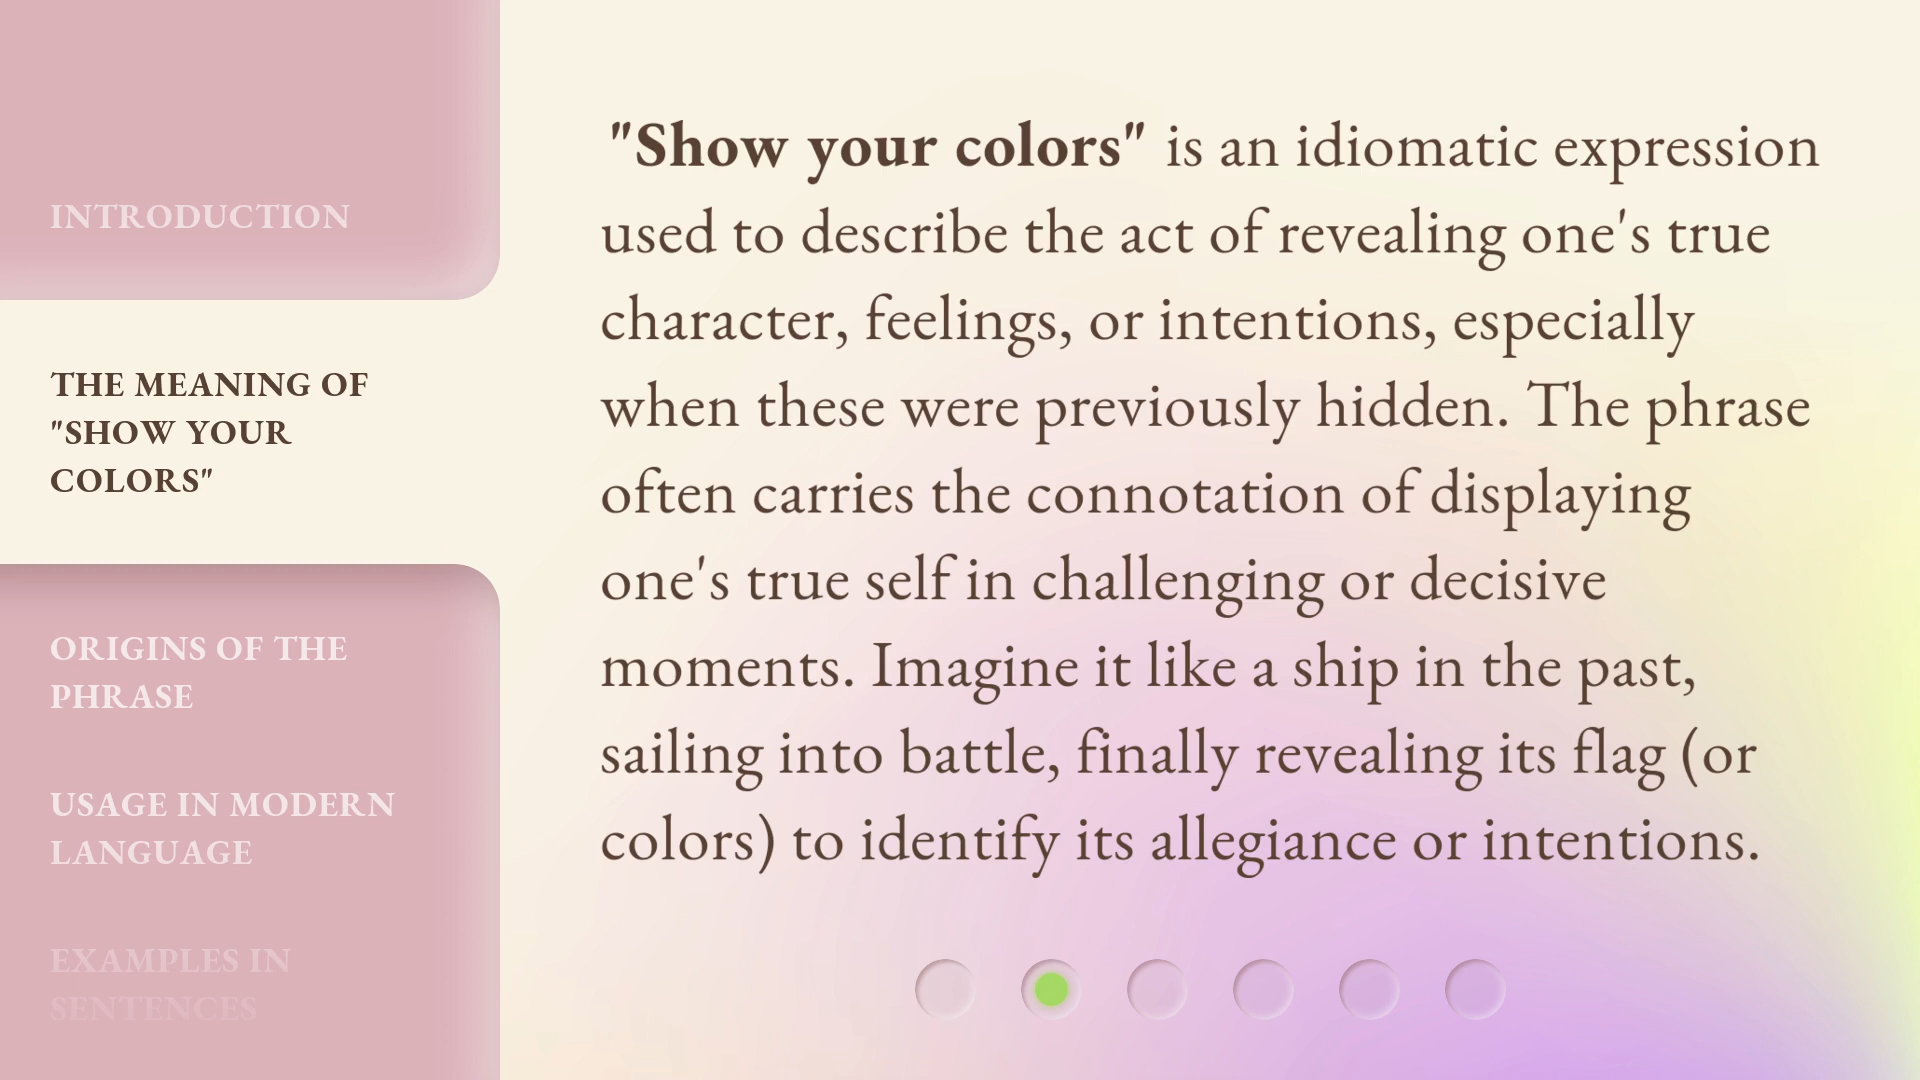 INTRODUCTION
THE MEANING OF
"SHOW YOUR
COLORS"
ORIGINS OF THE
PHRASE
USAGE IN MODERN
LANGUAGE
EXAMPLES IN
SENTENCES
"Show your colors" is an idiomatic expression
used to describe the act of revealing one's true
character, feelings, or intentions, especially
when these were previously hidden. The phrase
often carries the connotation of displaying
one's true self in challenging or decisive
moments. Imagine it like a ship in the past,
sailing into battle, finally revealing its flag (or
colors) to identify its allegiance or intentions.